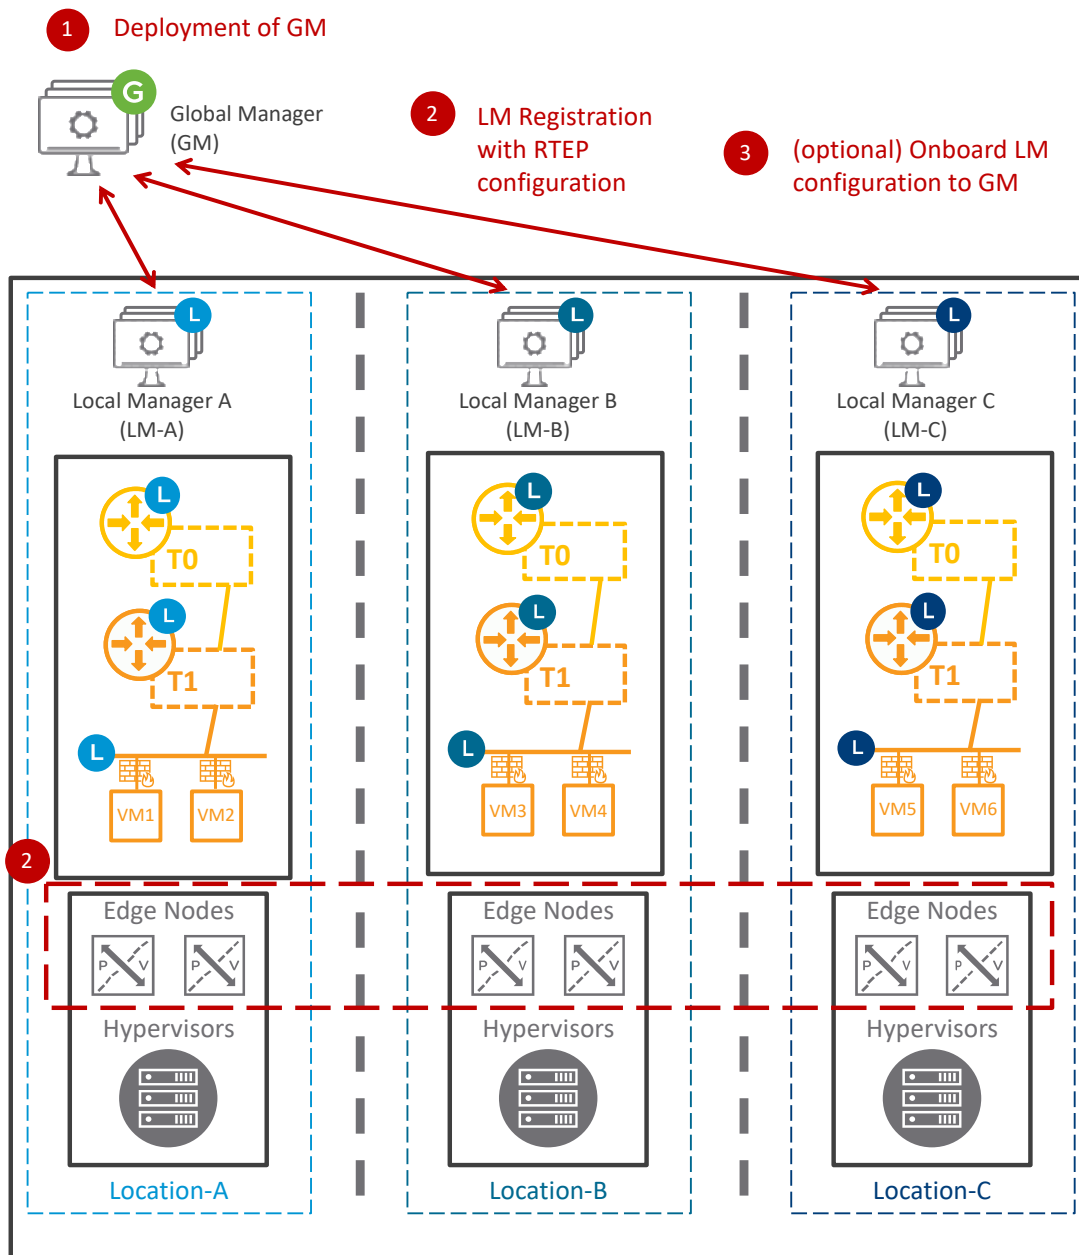 1 Deployment of GM
G
Global Manager
(GM)
2 LM Registration
with RTEP
configuration
3 (optional) Onboard LM
configuration to GM
L
Local Manager A
(LM-A)
L
T0
L
T1
L
VM1 VM2
L
Local Manager B
(LM-B)
L
T0
L
T1
L
VM3 VM4
L
Local Manager C
(LM-C)
L
T0
L
T1
L
VM5 VM6
2
Edge Nodes
P V P V
Hypervisors
Location-A
Edge Nodes
P V P V
Hypervisors
Location-B
Edge Nodes
P V P V
Hypervisors
Location-C